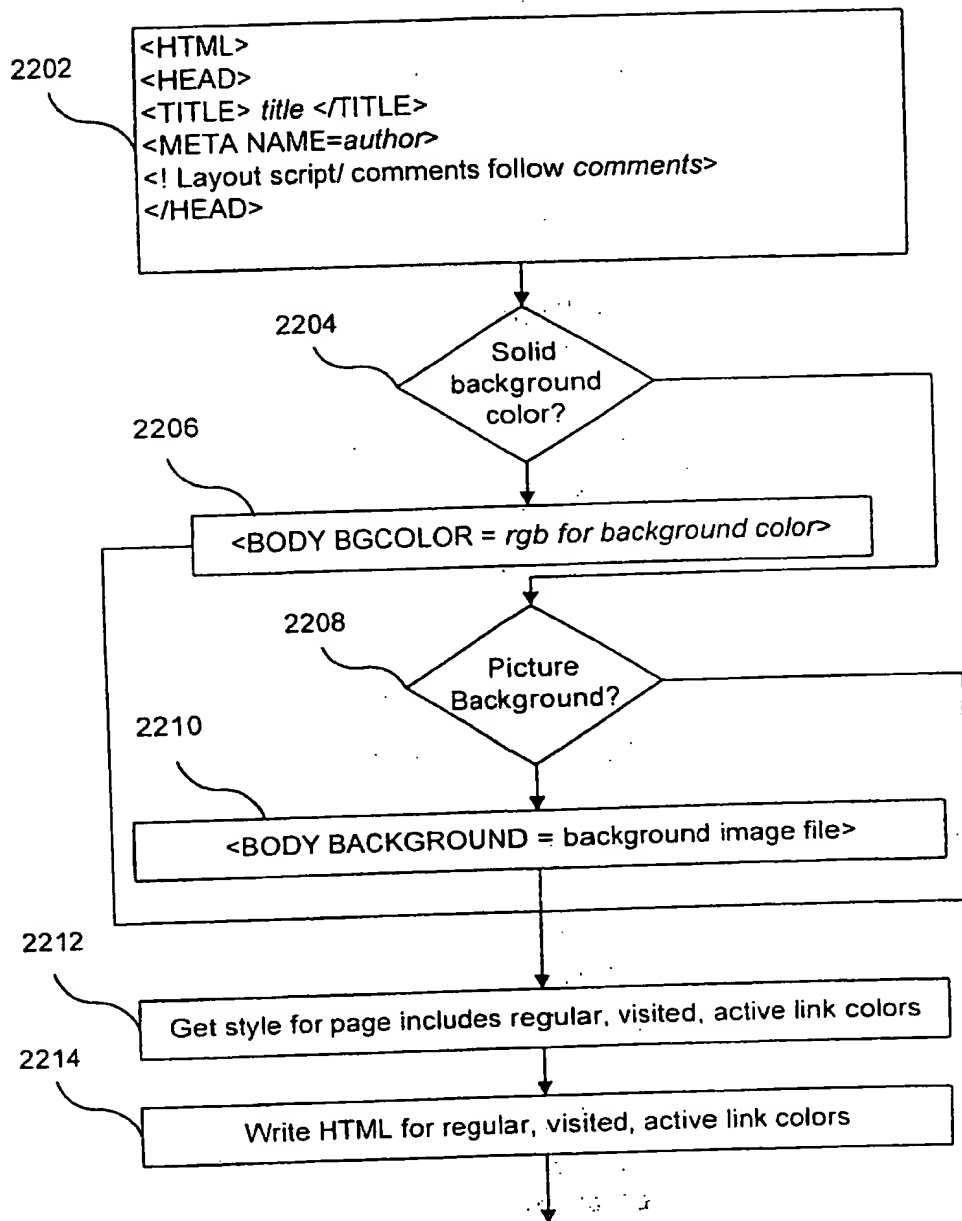 2202
<HTML>
<HEAD>
<TITLE> title </TITLE>
<META NAME=author>
<! Layout script/ comments follow comments>
</HEAD>
2204
Solid
background
color?
2206
<BODY BGCOLOR = rgb for background color>
2208
Picture
Background?
2210
<BODY BACKGROUND = background image file>
2212
Get style for page includes regular, visited, active link colors
2214
Write HTML for regular, visited, active link colors